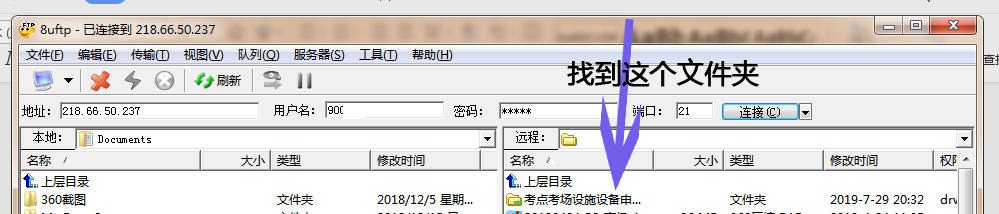 8uftp - 已连接到 218.66.50.237
文件(F) 编辑(E) 传输(T) 视图(V) 队列(Q) 服务器(S) 工具(T) 帮助(H)
刷新
找到这个文件夹
地址: 218.66.50.237 用户名: 900 密码: ***** 端口: 21 连接(C)
本地: Documents 远程:
名称 大小 类型 修改时间 名称 大小 类型 修改时间 权限
上层目录 上层目录
360截图 文件夹 2018/12/5 星期... 考点考场设施设备申... 文件夹 2019-7-29 20:32 drw